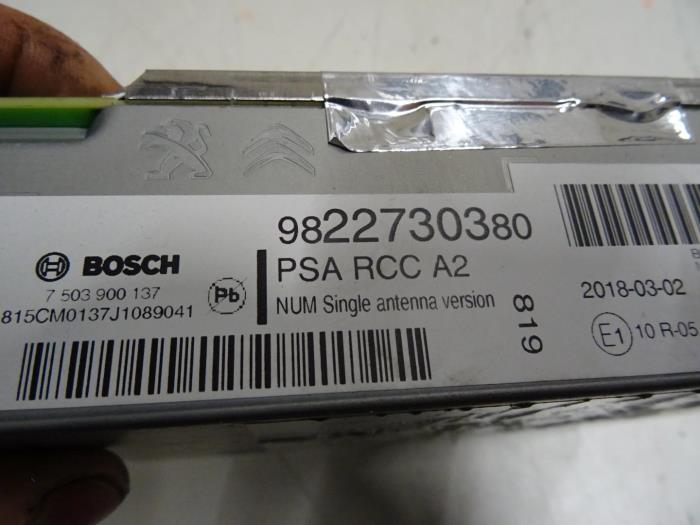 9822730380
PSA RCC A2
NUM Single antenna version
BOSCH
7 503 900 137
815CM0137J1089041
Pb
819
2018-03-02
E1 10 R-05